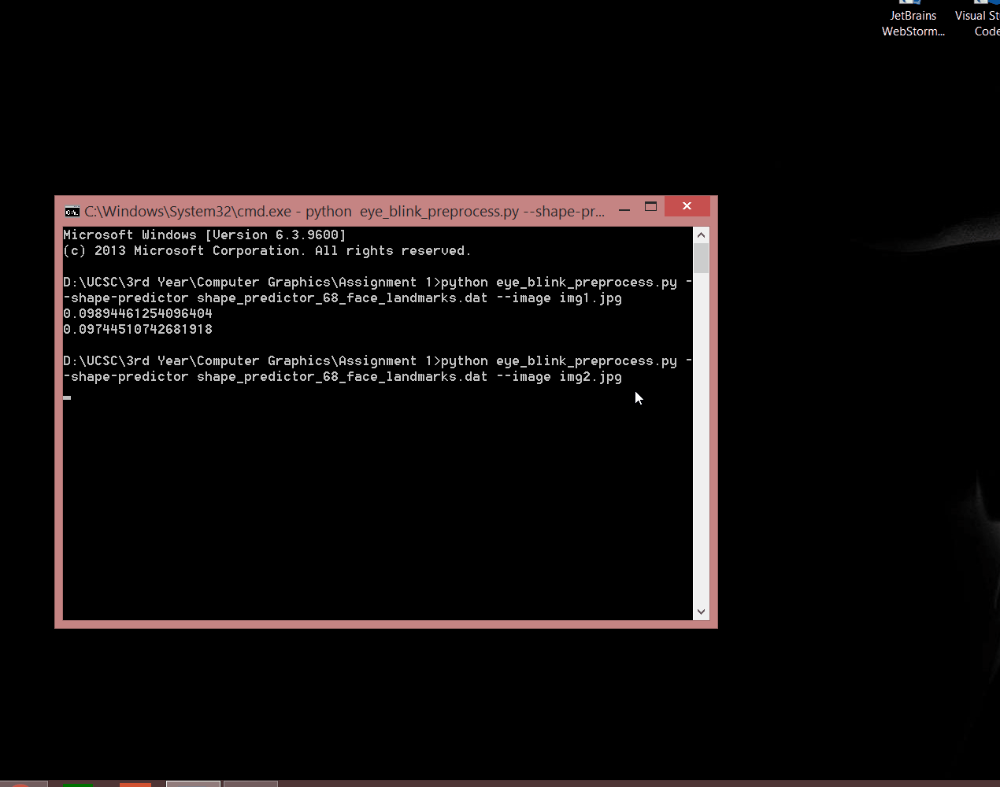 JetBrains
WebStorm...
Visual St
Code
C:\Windows\System32\cmd.exe - python  eye_blink_preprocess.py --shape-pr...
Microsoft Windows [Version 6.3.9600]
(c) 2013 Microsoft Corporation. All rights reserved.
D:\UCSC\3rd Year\Computer Graphics\Assignment 1>python eye_blink_preprocess.py -
-shape-predictor shape_predictor_68_face_landmarks.dat --image img1.jpg
0.09894461254096404
0.09744510742681918
D:\UCSC\3rd Year\Computer Graphics\Assignment 1>python eye_blink_preprocess.py -
-shape-predictor shape_predictor_68_face_landmarks.dat --image img2.jpg